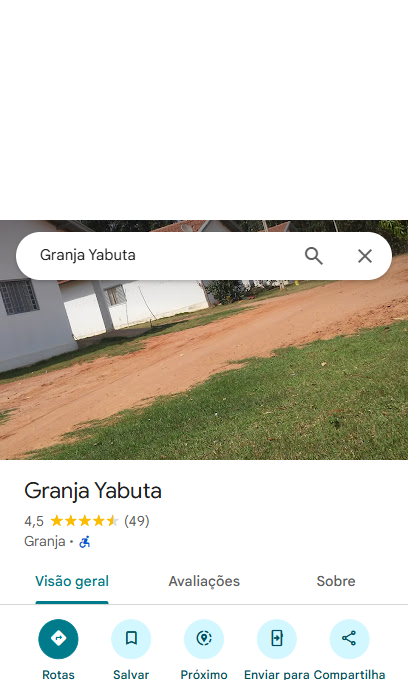 Granja Yabuta
Granja Yabuta
4,5 (49)
Granja ·
Visão geral Avaliações Sobre
Rotas Salvar Próximo Enviar para Compartilha